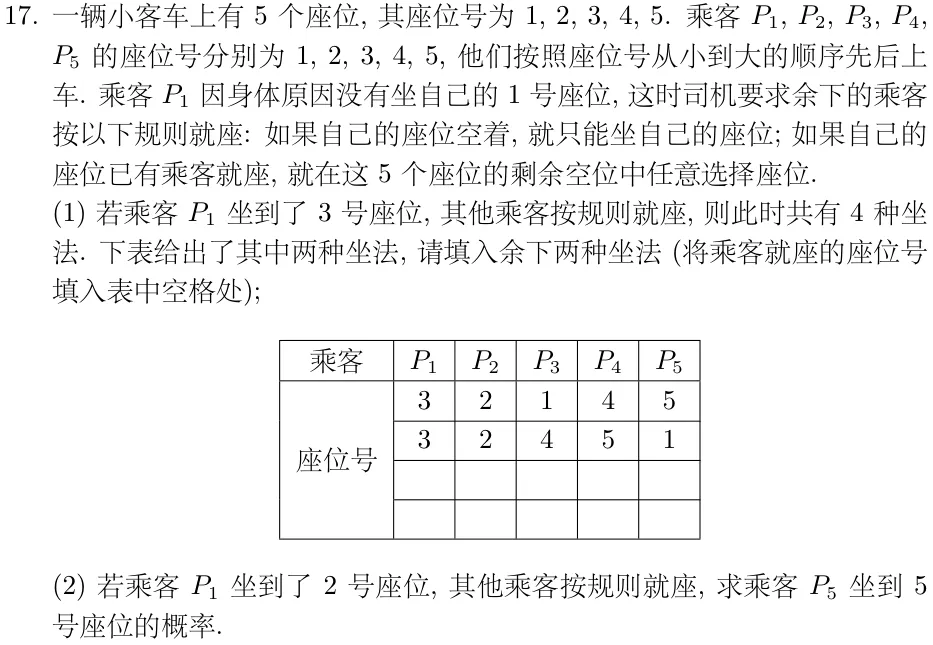 17. 一辆小客车上有 5 个座位, 其座位号为 1, 2, 3, 4, 5. 乘客 P₁, P₂, P₃, P₄,
P₅ 的座位号分别为 1, 2, 3, 4, 5, 他们按照座位号从小到大的顺序先后上
车. 乘客 P₁ 因身体原因没有坐自己的 1 号座位, 这时司机要求余下的乘客
按以下规则就座: 如果自己的座位空着, 就只能坐自己的座位; 如果自己的
座位已有乘客就座, 就在这 5 个座位的剩余空位中任意选择座位.
(1) 若乘客 P₁ 坐到了 3 号座位, 其他乘客按规则就座, 则此时共有 4 种坐
法. 下表给出了其中两种坐法, 请填入余下两种坐法 (将乘客就座的座位号
填入表中空格处);
乘客 P₁ P₂ P₃ P₄ P₅
座位号
3 2 1 4 5
3 2 4 5 1
(2) 若乘客 P₁ 坐到了 2 号座位, 其他乘客按规则就座, 求乘客 P₅ 坐到 5
号座位的概率.